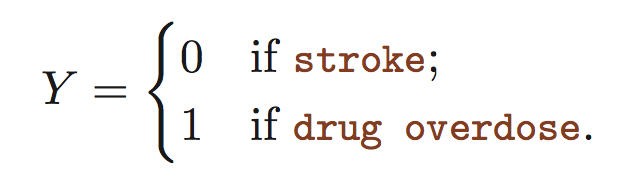 Y = { 0 if stroke;
1 if drug overdose.